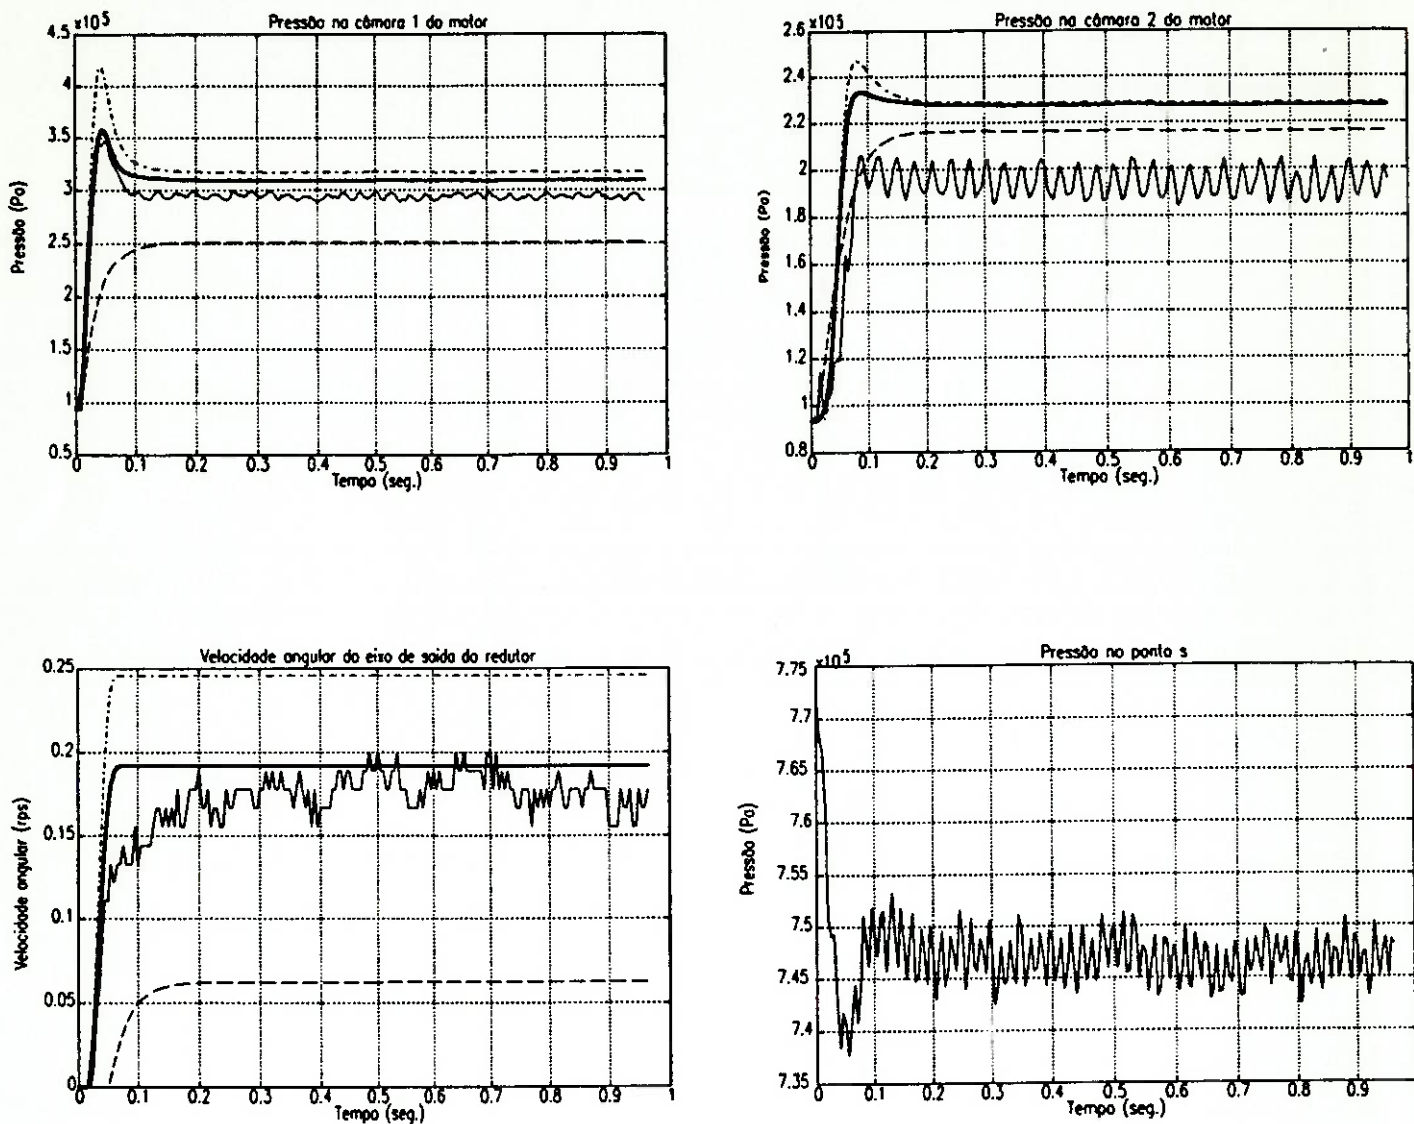 Pressão na câmara 1 do motor
×10⁵
4.5
4
3.5
3
2.5
2
1.5
1
0.5
Pressão (Pa)
0 0.1 0.2 0.3 0.4 0.5 0.6 0.7 0.8 0.9 1
Tempo (seg.)
Pressão na câmara 2 do motor
×10⁵
2.6
2.4
2.2
2
1.8
1.6
1.4
1.2
1
0.8
Pressão (Pa)
0 0.1 0.2 0.3 0.4 0.5 0.6 0.7 0.8 0.9 1
Tempo (seg.)
Velocidade angular do eixo de saída do redutor
0.25
0.2
0.15
0.1
0.05
0
Velocidade angular (rps)
0.1 0.2 0.3 0.4 0.5 0.6 0.7 0.8 0.9 1
Tempo (seg.)
Pressão no ponto s
×10⁵
7.75
7.7
7.65
7.6
7.55
7.5
7.45
7.4
7.35
Pressão (Pa)
0 0.1 0.2 0.3 0.4 0.5 0.6 0.7 0.8 0.9
Tempo (seg.)